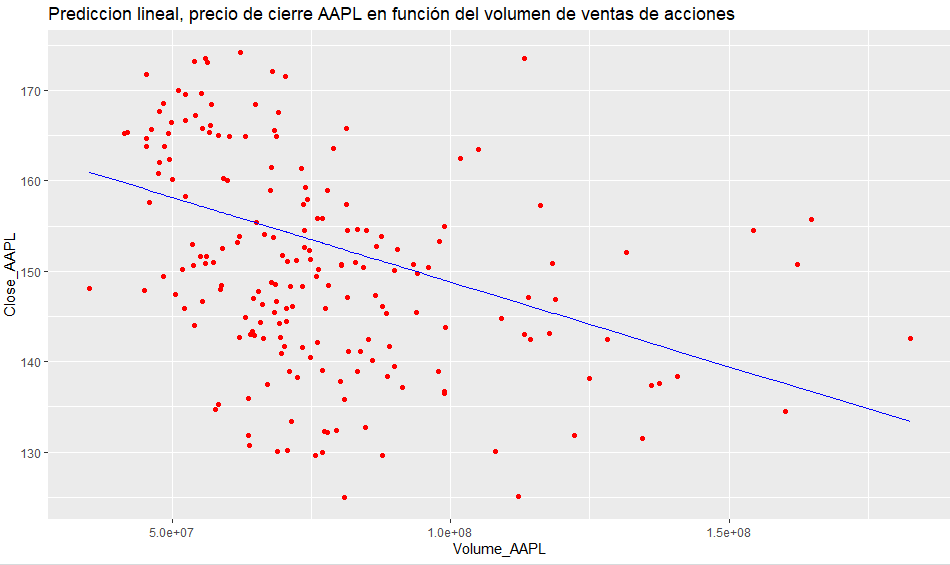 Prediccion lineal, precio de cierre AAPL en función del volumen de ventas de acciones
Close_AAPL
170
160
150
140
130
5.0e+07 1.0e+08 1.5e+08
Volume_AAPL